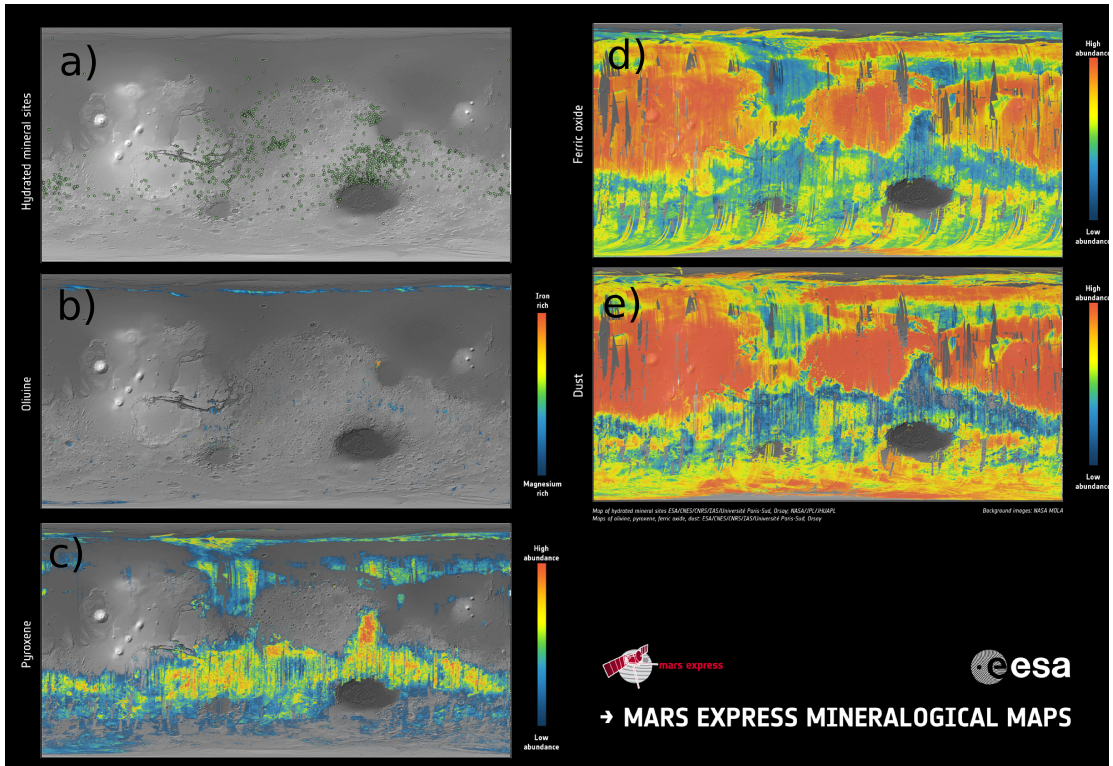 a)
Hydrated mineral sites
b)
Olivine
Iron
rich
Magnesium
rich
c)
Pyroxene
High
abundance
Low
abundance
d)
Ferric oxide
High
abundance
Low
abundance
e)
Dust
High
abundance
Low
abundance
Map of hydrated mineral sites ESA/CNES/CNRS/IAS/Université Paris-Sud, Orsay; NASA/JPL/JHUAPL
Maps of olivine, pyroxene, ferric oxide, dust: ESA/CNES/CNRS/IAS/Université Paris-Sud, Orsay
Background images: NASA MOLA
mars express
esa
→ MARS EXPRESS MINERALOGICAL MAPS